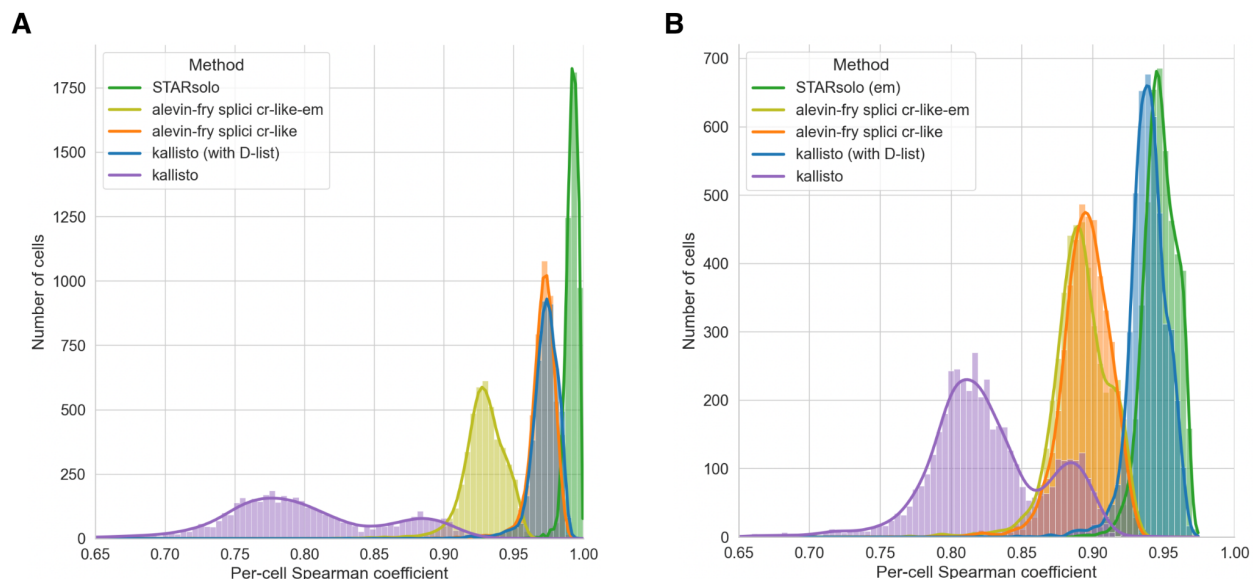 A
Method
STARsolo
alevin-fry splici cr-like-em
alevin-fry splici cr-like
kallisto (with D-list)
kallisto
Number of cells
1750
1500
1250
1000
750
500
250
0
0.65 0.70 0.75 0.80 0.85 0.90 0.95 1.00
Per-cell Spearman coefficient
B
Method
STARsolo (em)
alevin-fry splici cr-like-em
alevin-fry splici cr-like
kallisto (with D-list)
kallisto
Number of cells
700
600
500
400
300
200
100
0
0.65 0.70 0.75 0.80 0.85 0.90 0.95 1.00
Per-cell Spearman coefficient